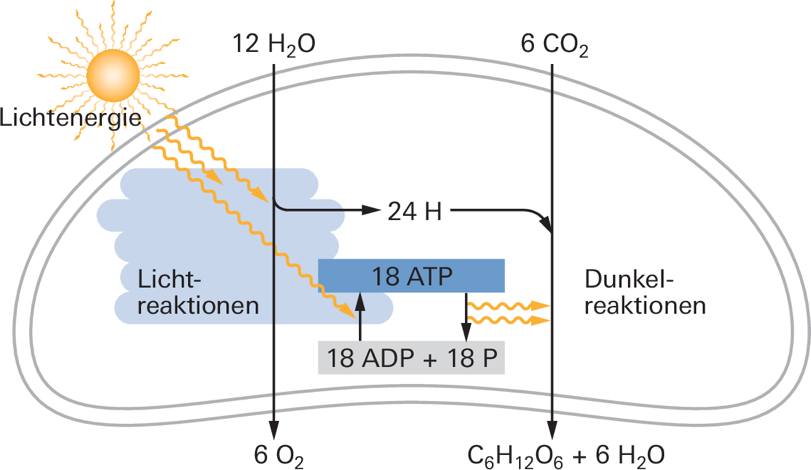 12 H₂O
6 CO₂
Lichtenergie
24 H
18 ATP
Licht-
reaktionen
Dunkel-
reaktionen
18 ADP + 18 P
6 O₂
C₆H₁₂O₆ + 6 H₂O